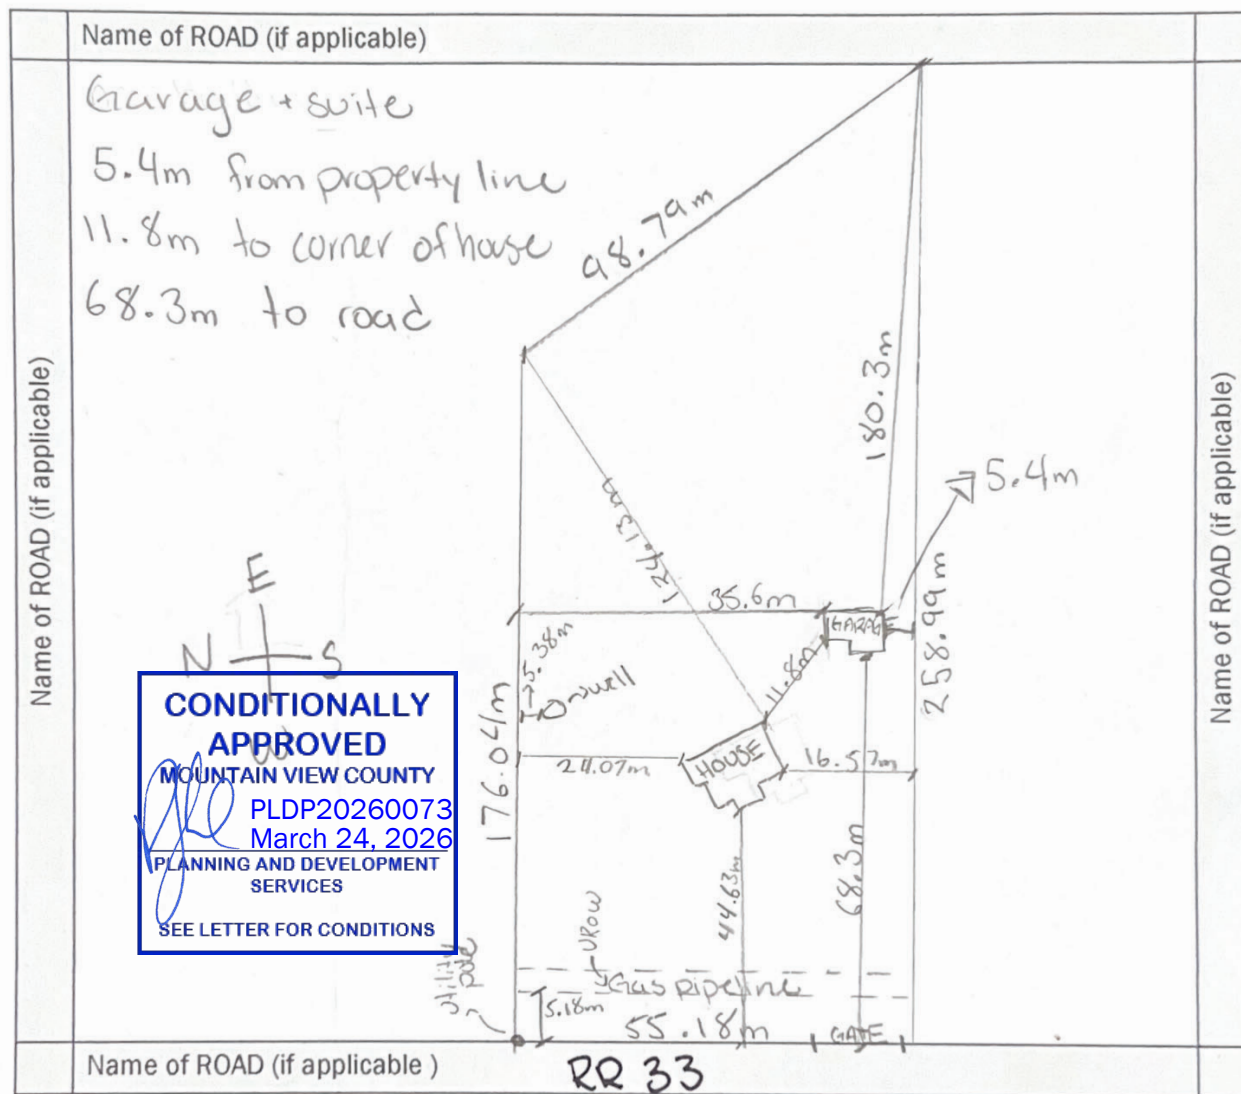 Name of ROAD (if applicable)
Garage + suite
5.4m from property line
11.8m to corner of house
68.3m to road
98.79m
180.3m
5.4m
124.13m
35.6m
GARAGE
258.99m
5.38m
well
11.8m
176.04m
24.07m
HOUSE
16.57m
E
N S
W
CONDITIONALLY
APPROVED
MOUNTAIN VIEW COUNTY
PLDP20260073
March 24, 2026
PLANNING AND DEVELOPMENT
SERVICES
SEE LETTER FOR CONDITIONS
44.63m
68.3m
Utility
pole
UROW
Gas pipeline
5.18m
55.18m
GATE
Name of ROAD (if applicable)
RR 33
Name of ROAD (if applicable)
Name of ROAD (if applicable)